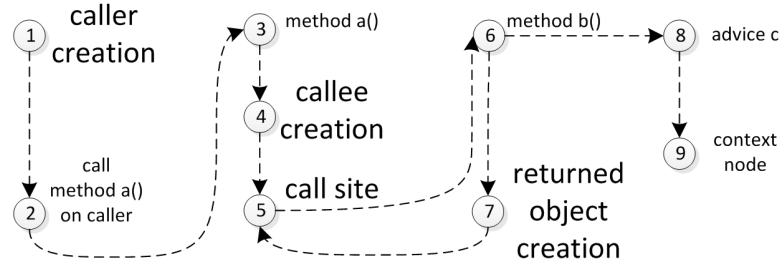 1
caller
creation
2
call
method a()
on caller
3
method a()
4
callee
creation
5
call site
6
method b()
7
returned
object
creation
8
advice c
9
context
node